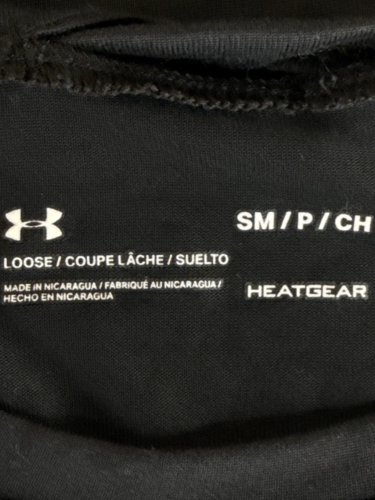 SM / P / CH
LOOSE / COUPE LÂCHE / SUELTO
MADE IN NICARAGUA / FABRIQUÉ AU NICARAGUA /
HECHO EN NICARAGUA
HEATGEAR